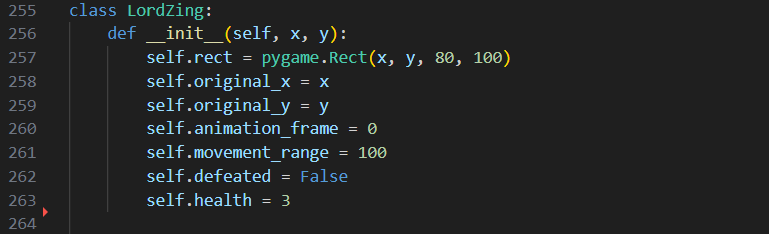 255 class LordZing:
256     def __init__(self, x, y):
257         self.rect = pygame.Rect(x, y, 80, 100)
258         self.original_x = x
259         self.original_y = y
260         self.animation_frame = 0
261         self.movement_range = 100
262         self.defeated = False
263         self.health = 3
264